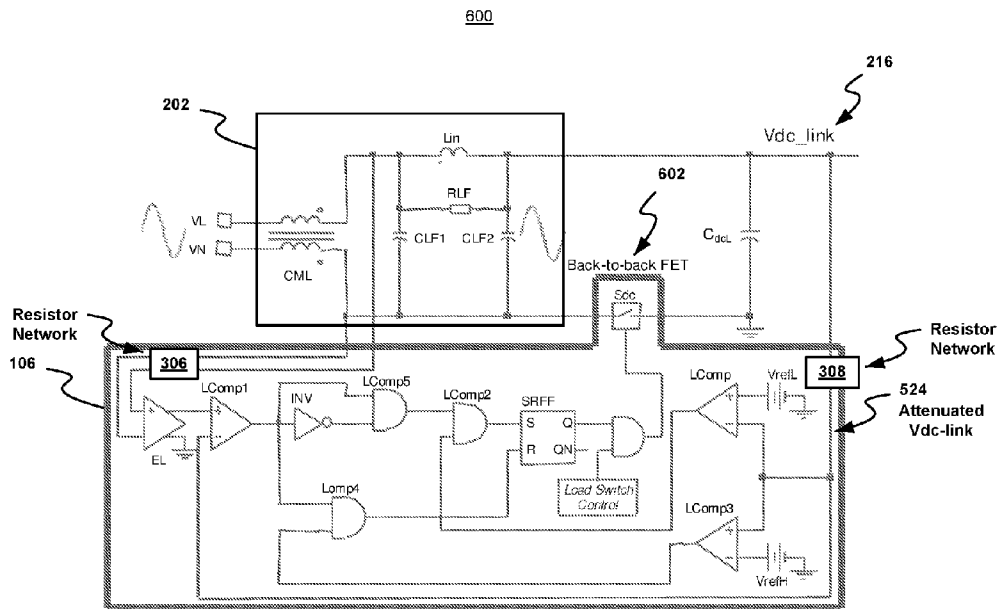 600
216
202
Vdc_link
Lin
602
RLF
VL
VN
CLF1
CLF2
CdcL
CML
Back-to-back FET
Sdc
Resistor
Network
Resistor
Network
106
306
308
LComp1
INV
LComp5
LComp2
SRFF
LComp
VrefL
524
Attenuated
Vdc-link
+
-
+
-
S
Q
R
QN
+
-
EL
Lomp4
Load Switch
Control
LComp3
+
-
VrefH